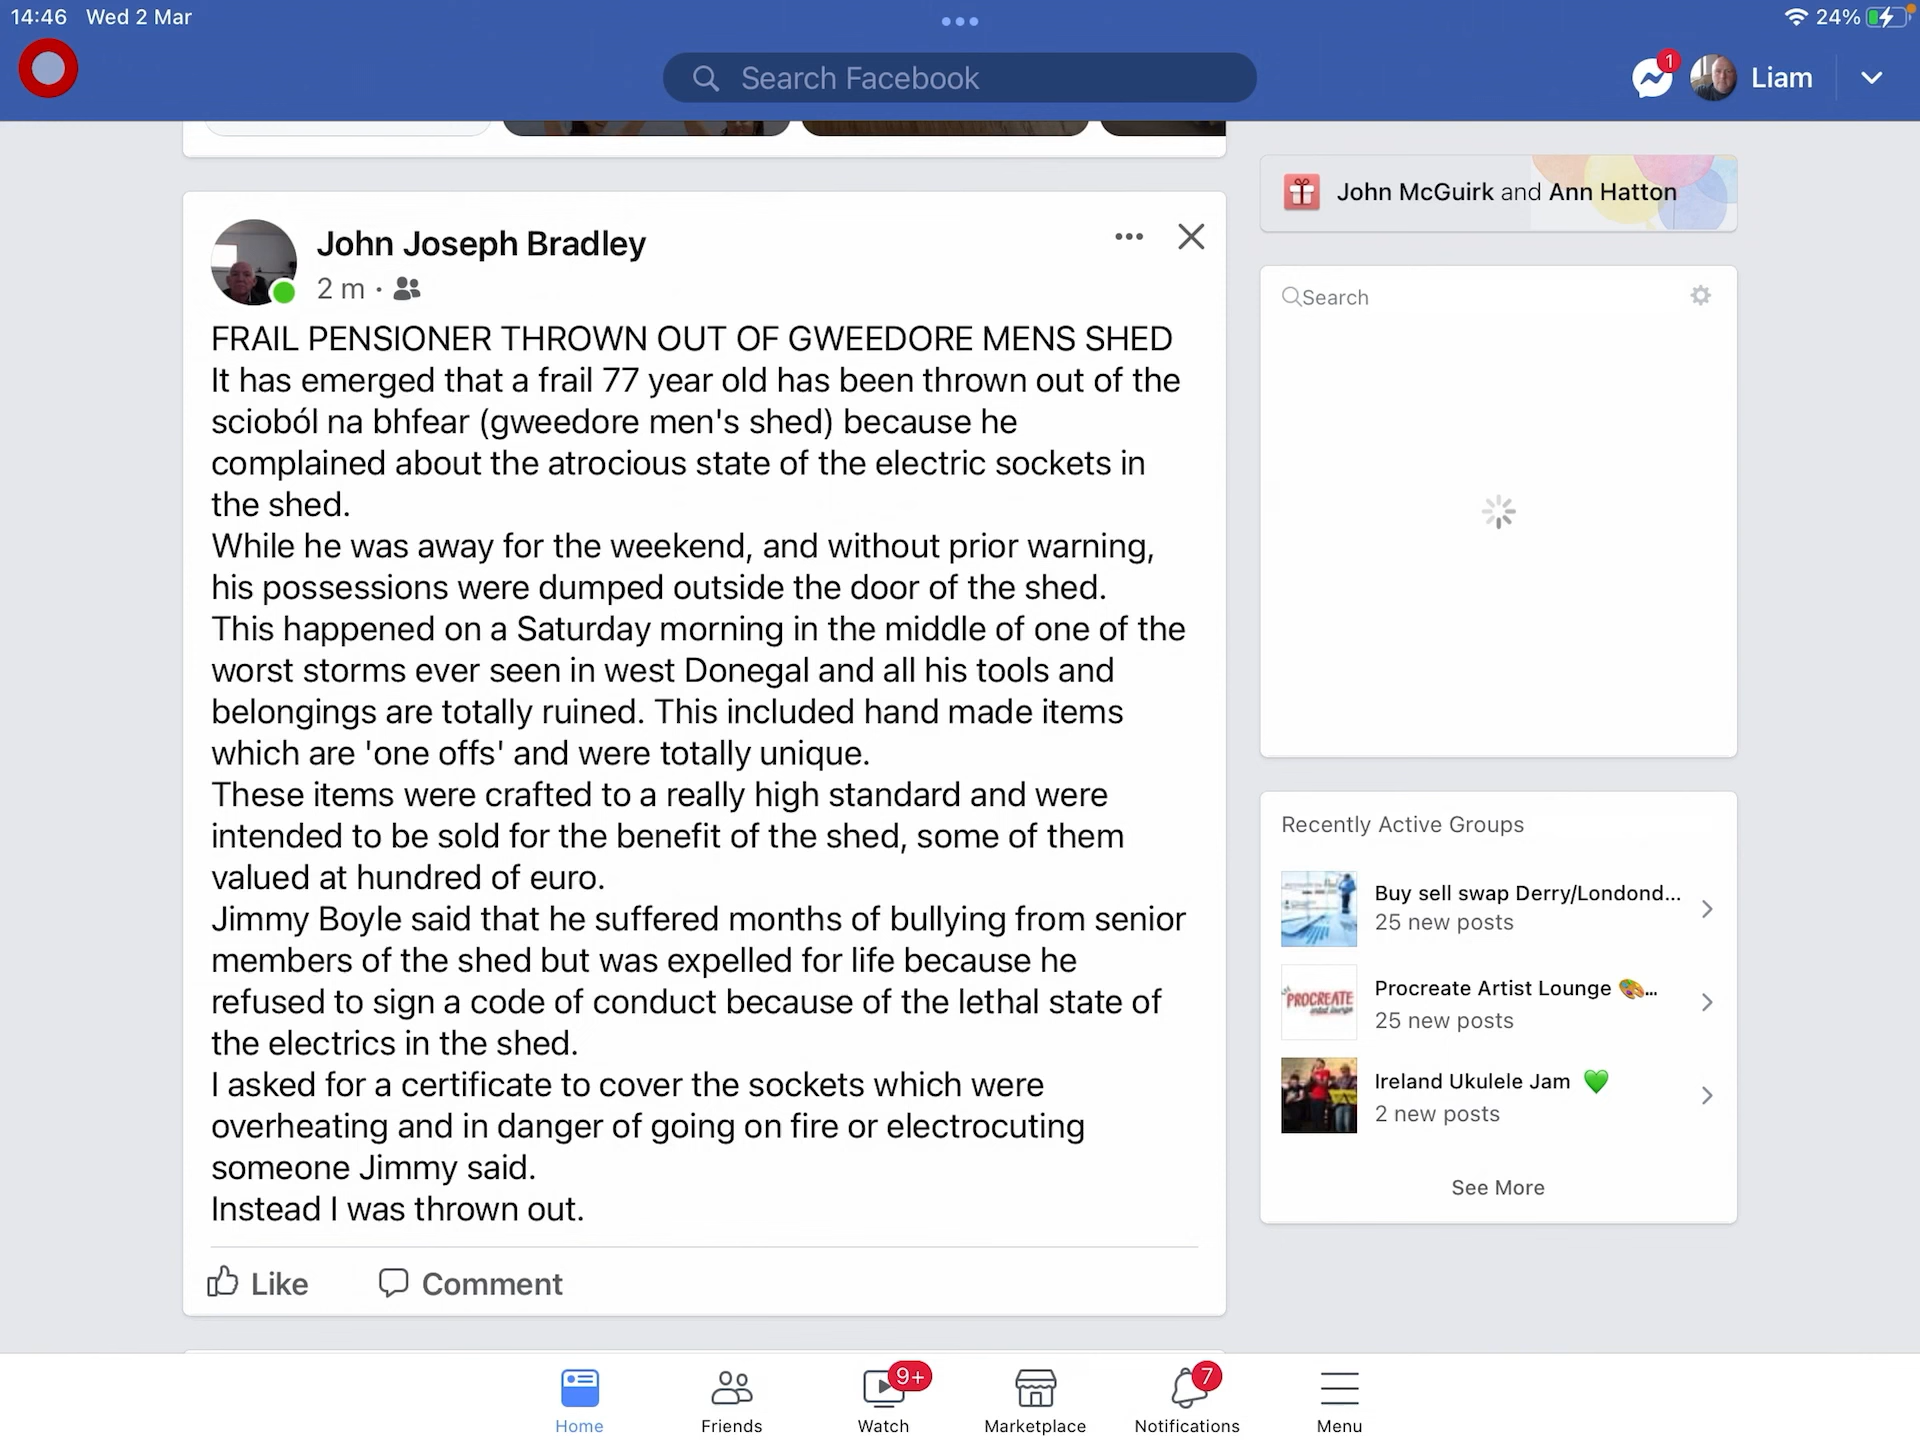 14:46 Wed 2 Mar
24%
Search Facebook
1
Liam
John McGuirk and Ann Hatton
John Joseph Bradley
2 m ·
FRAIL PENSIONER THROWN OUT OF GWEEDORE MENS SHED
It has emerged that a frail 77 year old has been thrown out of the
scioból na bhfear (gweedore men's shed) because he
complained about the atrocious state of the electric sockets in
the shed.
While he was away for the weekend, and without prior warning,
his possessions were dumped outside the door of the shed.
This happened on a Saturday morning in the middle of one of the
worst storms ever seen in west Donegal and all his tools and
belongings are totally ruined. This included hand made items
which are 'one offs' and were totally unique.
These items were crafted to a really high standard and were
intended to be sold for the benefit of the shed, some of them
valued at hundred of euro.
Jimmy Boyle said that he suffered months of bullying from senior
members of the shed but was expelled for life because he
refused to sign a code of conduct because of the lethal state of
the electrics in the shed.
I asked for a certificate to cover the sockets which were
overheating and in danger of going on fire or electrocuting
someone Jimmy said.
Instead I was thrown out.
Like
Comment
Search
Recently Active Groups
Buy sell swap Derry/Londond...
25 new posts
PROCREATE
artist lounge
Procreate Artist Lounge 🎨...
25 new posts
Ireland Ukulele Jam 💚
2 new posts
See More
Home
Friends
9+
Watch
Marketplace
7
Notifications
Menu